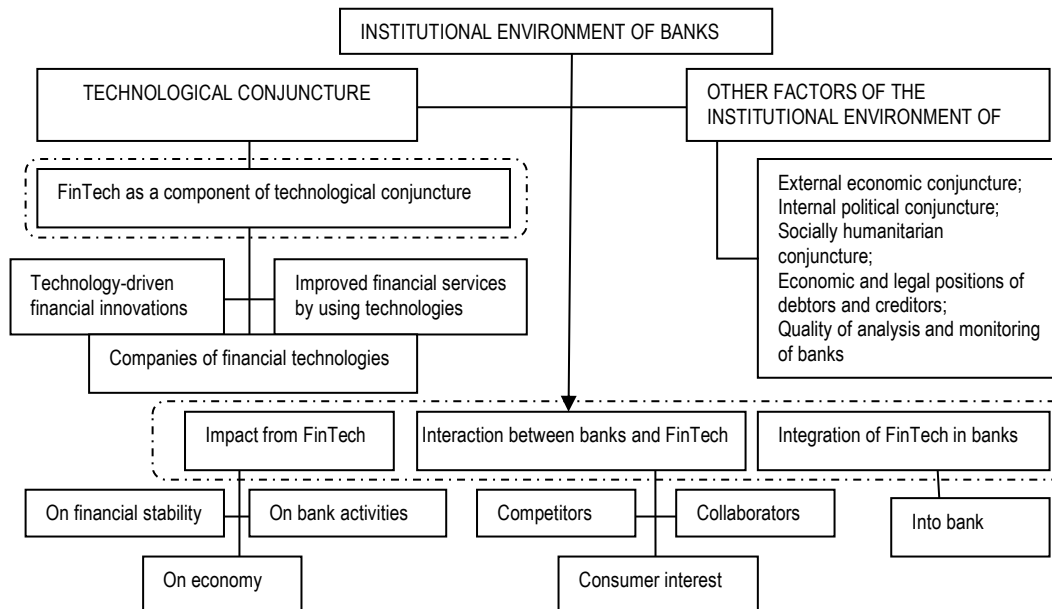 INSTITUTIONAL ENVIRONMENT OF BANKS
TECHNOLOGICAL CONJUNCTURE
OTHER FACTORS OF THE
INSTITUTIONAL ENVIRONMENT OF
FinTech as a component of technological conjuncture
External economic conjuncture;
Internal political conjuncture;
Socially humanitarian
conjuncture;
Economic and legal positions of
debtors and creditors;
Quality of analysis and monitoring
of banks
Technology-driven
financial innovations
Improved financial services
by using technologies
Companies of financial technologies
Impact from FinTech
Interaction between banks and FinTech
Integration of FinTech in banks
On financial stability
On bank activities
Competitors
Collaborators
Into bank
On economy
Consumer interest